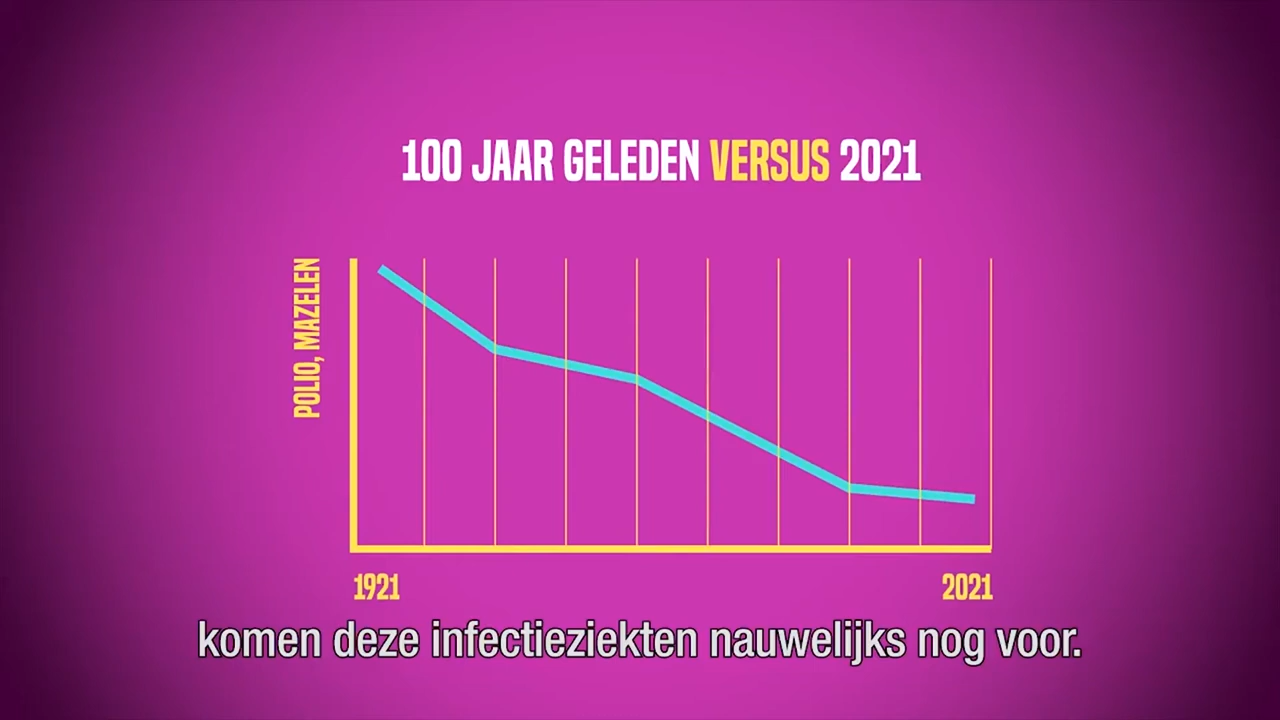 100 JAAR GELEDEN VERSUS 2021
POLIO, MAZELEN
1921
2021
komen deze infectieziekten nauwelijks nog voor.